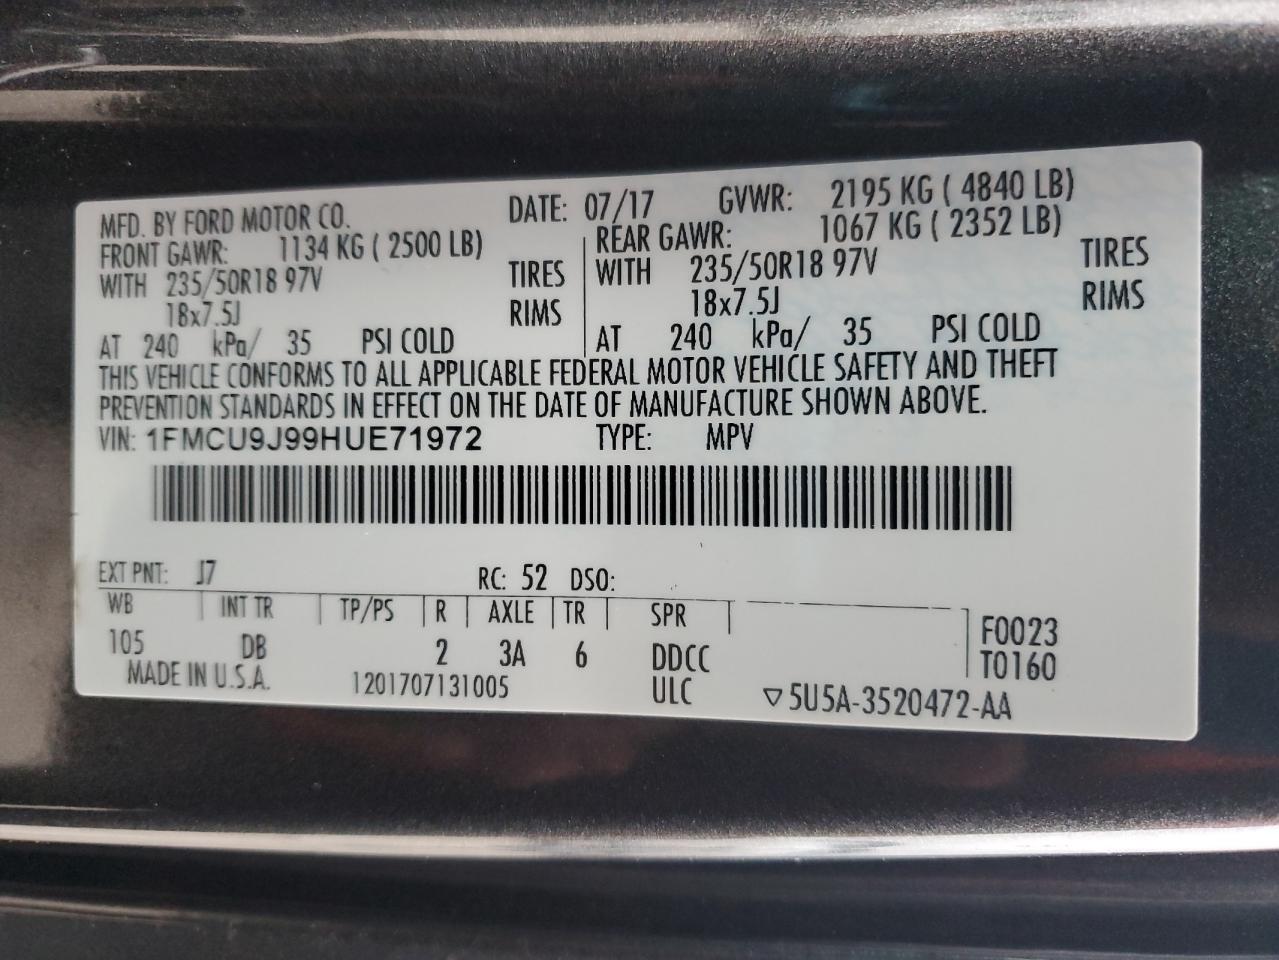 MFD. BY FORD MOTOR CO. DATE: 07/17 GVWR: 2195 KG ( 4840 LB)
FRONT GAWR: 1134 KG ( 2500 LB) REAR GAWR: 1067 KG ( 2352 LB)
WITH 235/50R18 97V TIRES WITH 235/50R18 97V TIRES
18x7.5J RIMS 18x7.5J RIMS
AT 240 kPa/ 35 PSI COLD AT 240 kPa/ 35 PSI COLD
THIS VEHICLE CONFORMS TO ALL APPLICABLE FEDERAL MOTOR VEHICLE SAFETY AND THEFT
PREVENTION STANDARDS IN EFFECT ON THE DATE OF MANUFACTURE SHOWN ABOVE.
VIN: 1FMCU9J99HUE71972 TYPE: MPV
EXT PNT: J7 RC: 52 DSO:
WB INT TR TP/PS R AXLE TR SPR F0023
105 DB 2 3A 6 DDCC T0160
MADE IN U.S.A. 1201707131005 ULC ▽5U5A-3520472-AA